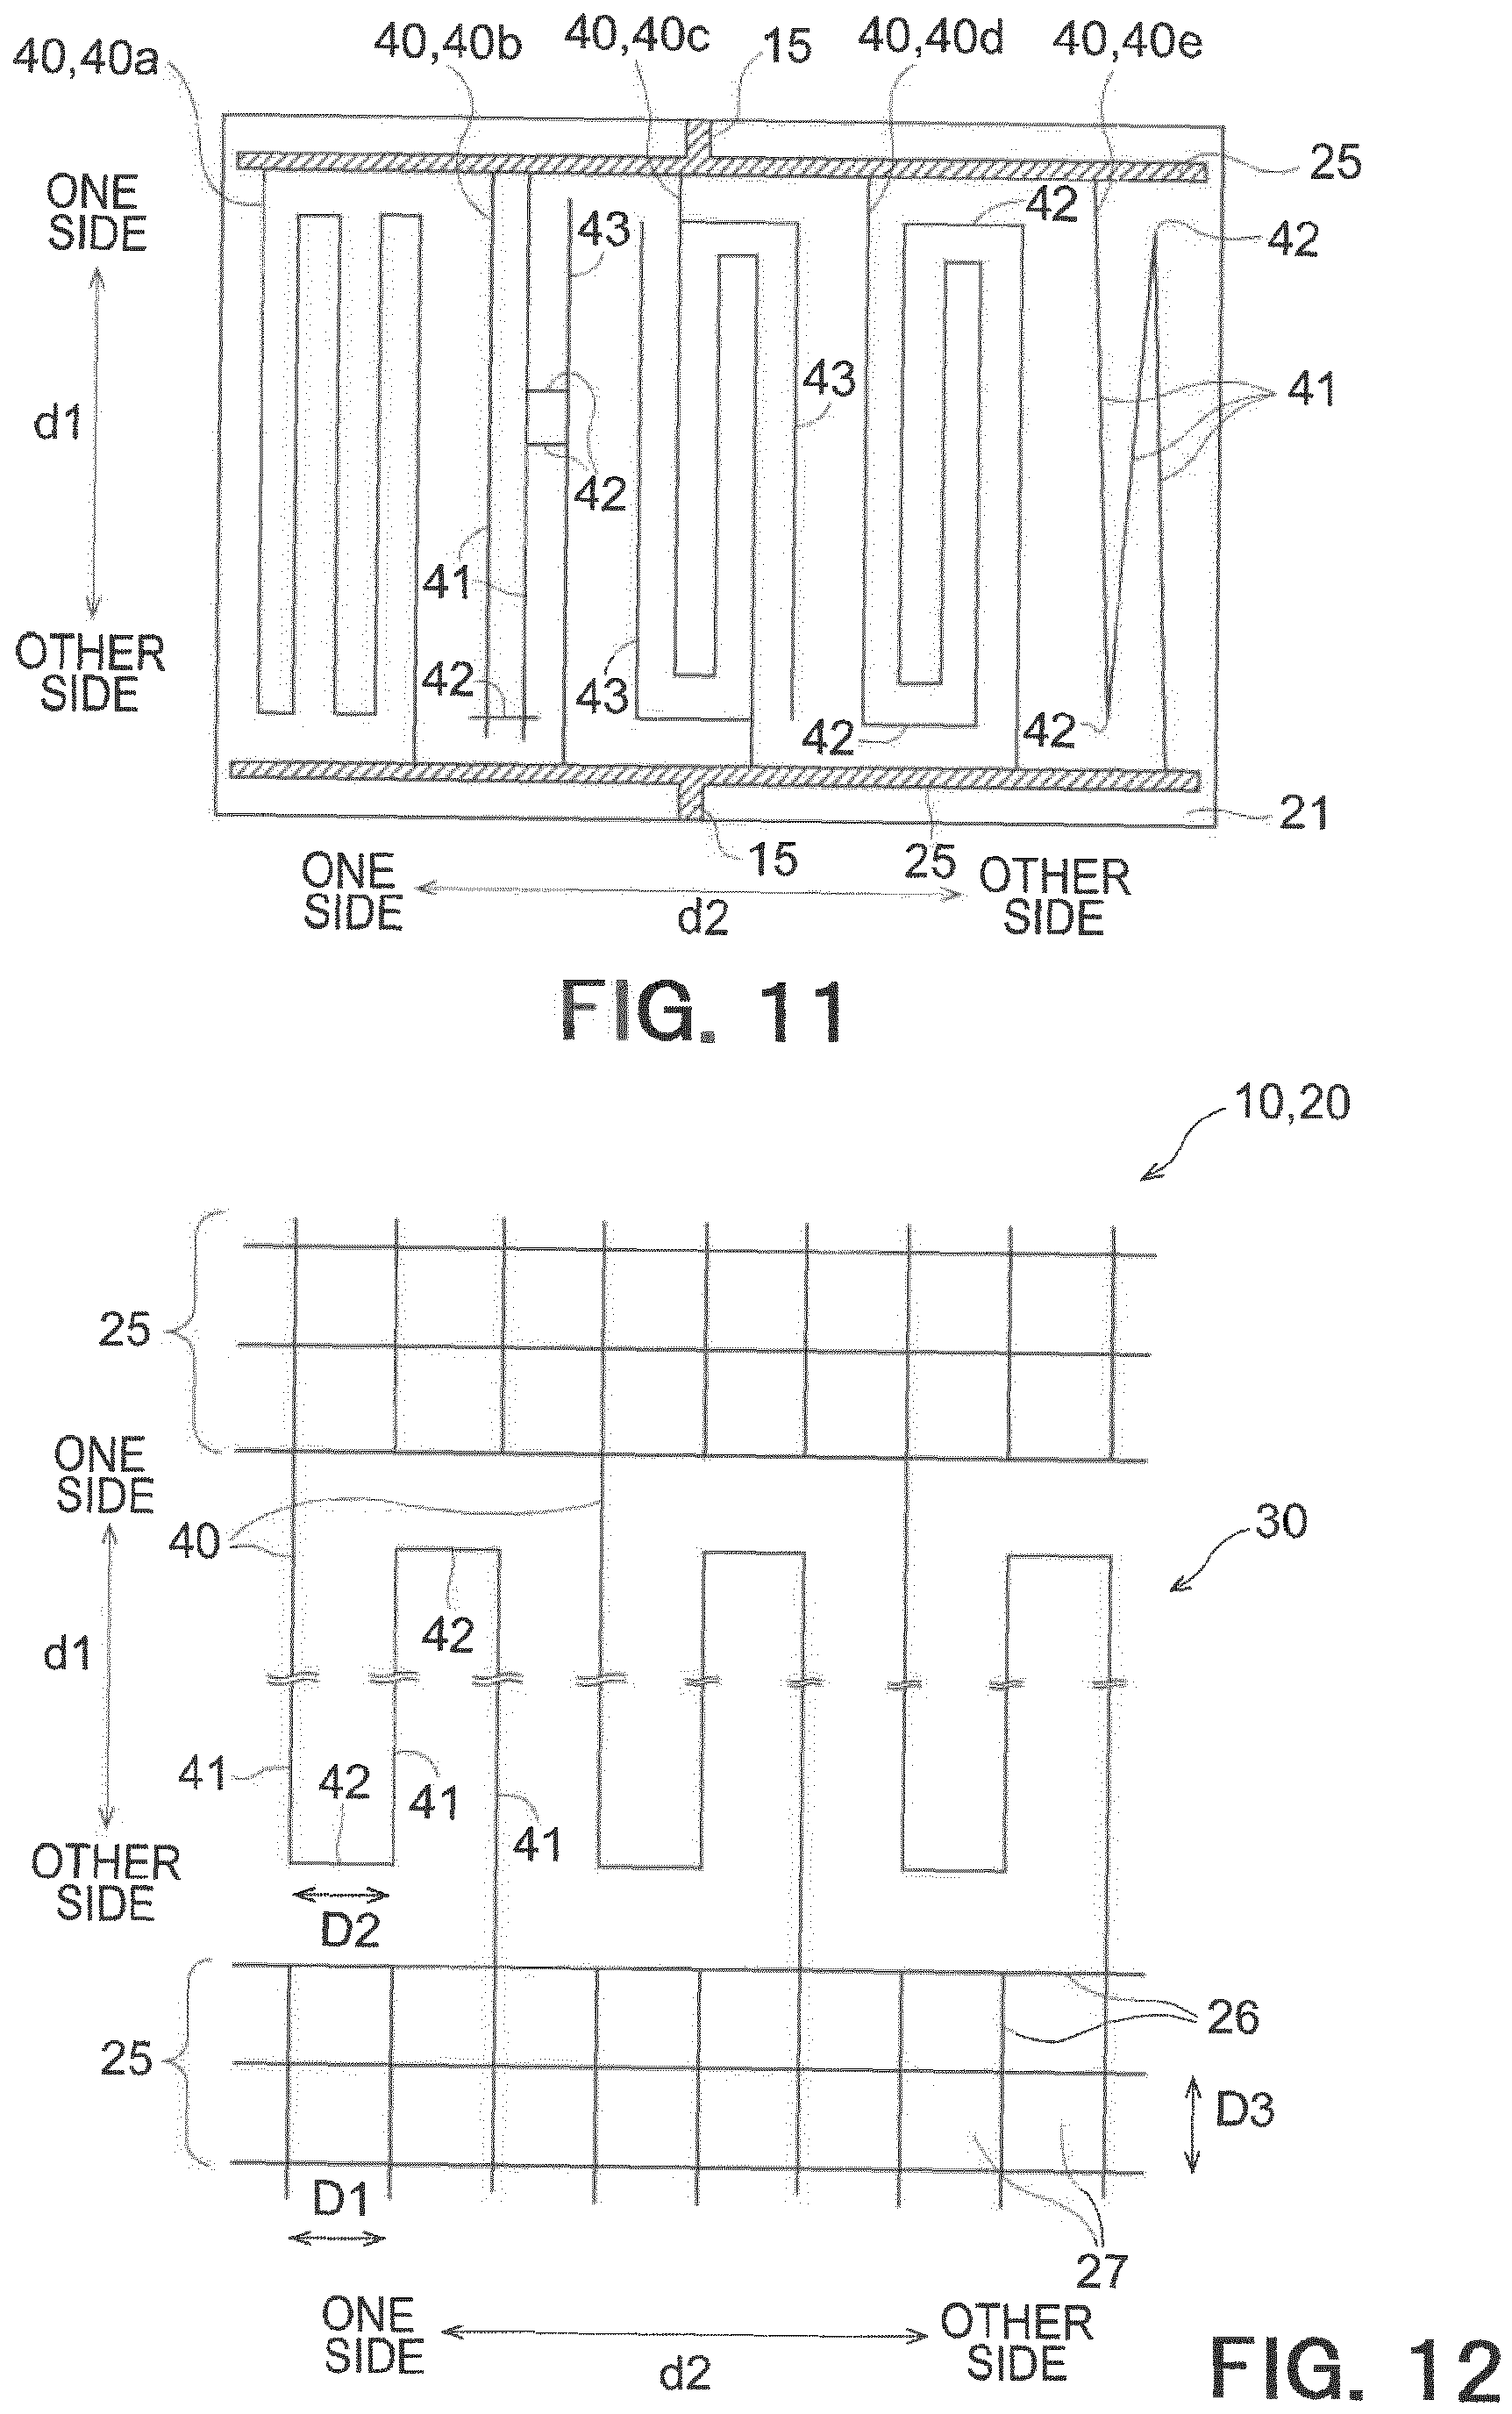 40,40a
40,40b
40,40c
15
40,40d
40,40e
25
ONE
SIDE
43
42
42
d1
43
41
42
41
OTHER
SIDE
42
43
42
42
21
15
25
ONE
SIDE
d2
OTHER
SIDE
FIG. 11
10,20
25
ONE
SIDE
40
30
42
d1
41
42
41
41
OTHER
SIDE
D2
26
25
D3
D1
27
ONE
SIDE
d2
OTHER
SIDE
FIG. 12